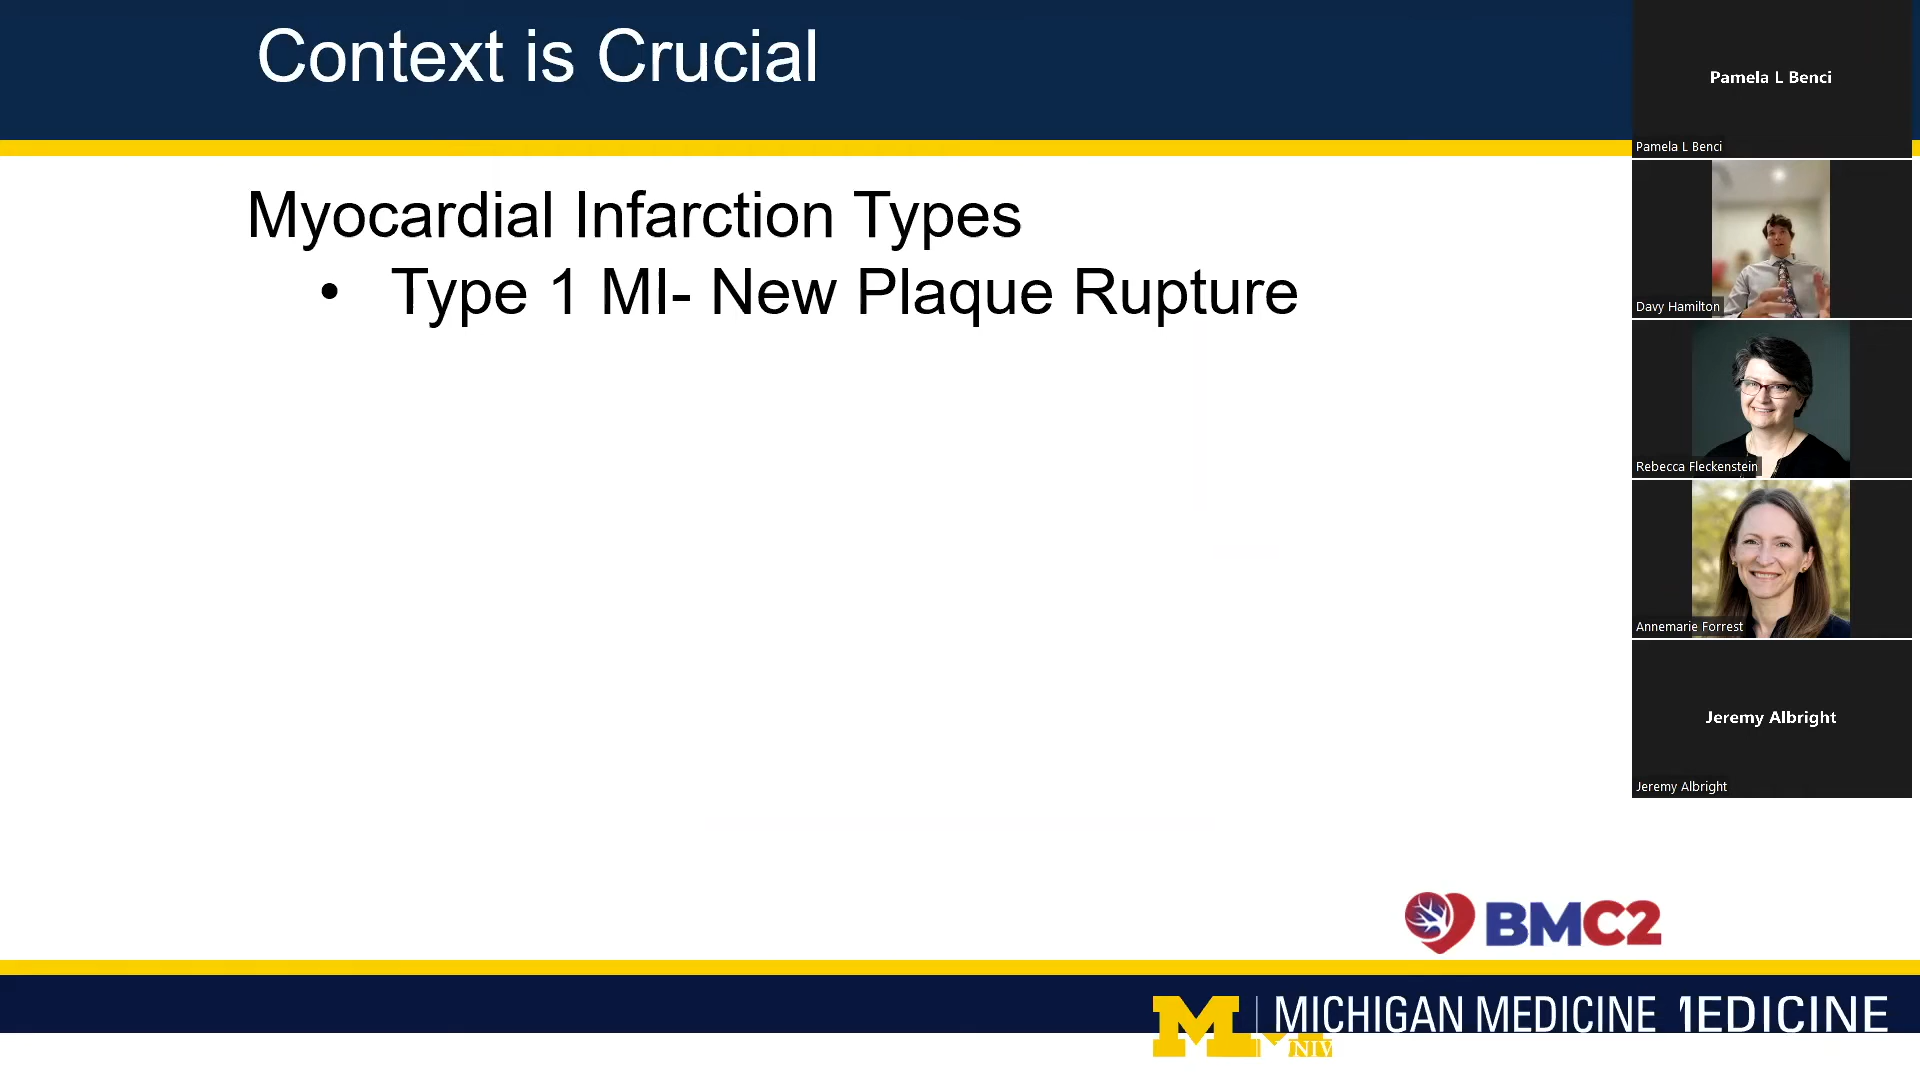 Context is Crucial
Myocardial Infarction Types
• Type 1 MI- New Plaque Rupture
Pamela L Benci
Pamela L Benci
Davy Hamilton
Rebecca Fleckenstein
Annemarie Forrest
Jeremy Albright
Jeremy Albright
BMC2
M | MICHIGAN MEDICINE